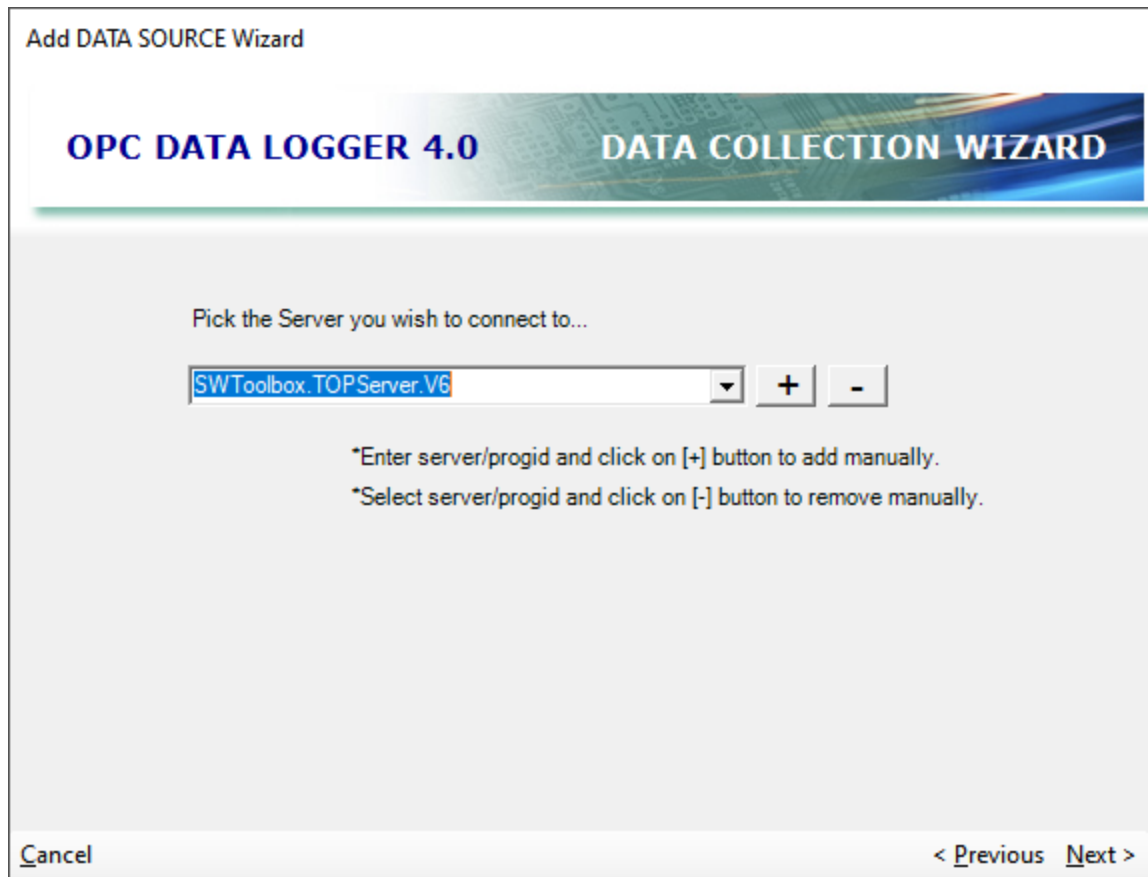 Add DATA SOURCE Wizard
OPC DATA LOGGER 4.0 DATA COLLECTION WIZARD
Pick the Server you wish to connect to...
SWToolbox.TOPServer.V6 + -
*Enter server/progid and click on [+] button to add manually.
*Select server/progid and click on [-] button to remove manually.
Cancel < Previous Next >